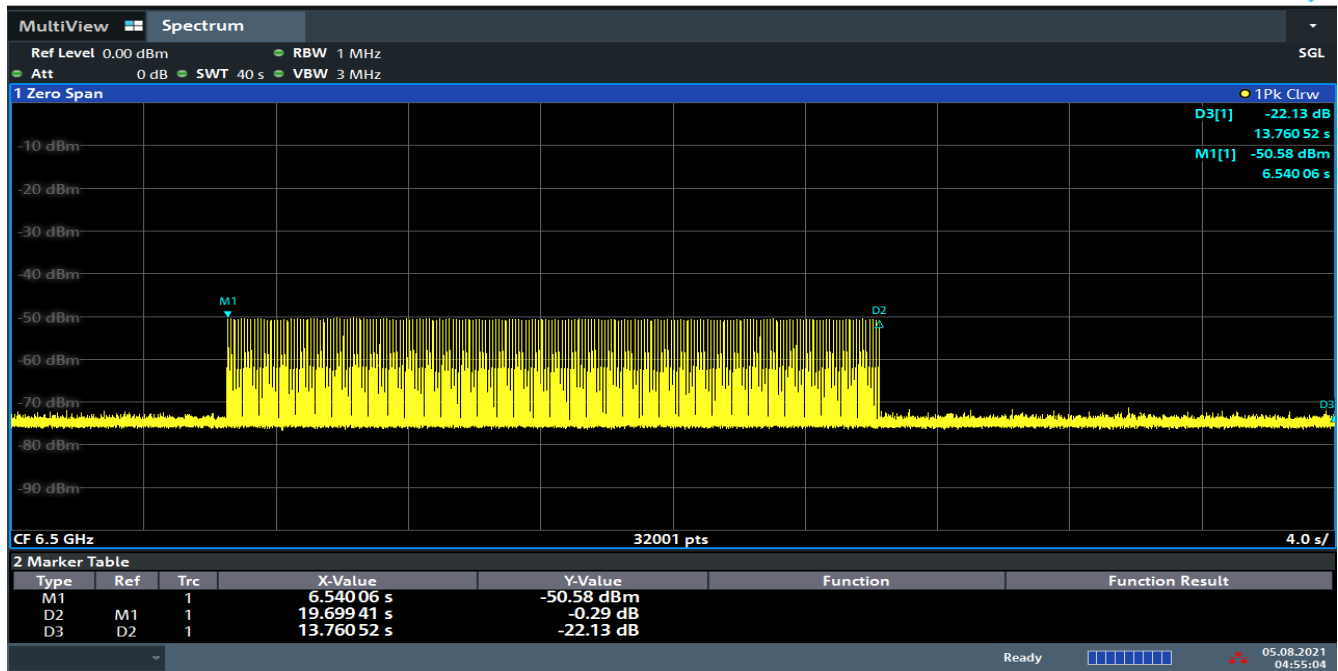 MultiView Spectrum
Ref Level 0.00 dBm RBW 1 MHz SGL
Att 0 dB SWT 40 s VBW 3 MHz
1 Zero Span 1Pk Clrw
D3[1] -22.13 dB
13.760 52 s
M1[1] -50.58 dBm
6.540 06 s
-10 dBm
-20 dBm
-30 dBm
-40 dBm
M1
D2
-50 dBm
-60 dBm
-70 dBm
D3
-80 dBm
-90 dBm
CF 6.5 GHz 32001 pts 4.0 s/
2 Marker Table
Type Ref Trc X-Value Y-Value Function Function Result
M1 1 6.540 06 s -50.58 dBm
D2 M1 1 19.699 41 s -0.29 dB
D3 D2 1 13.760 52 s -22.13 dB
Ready 05.08.2021
04:55:04